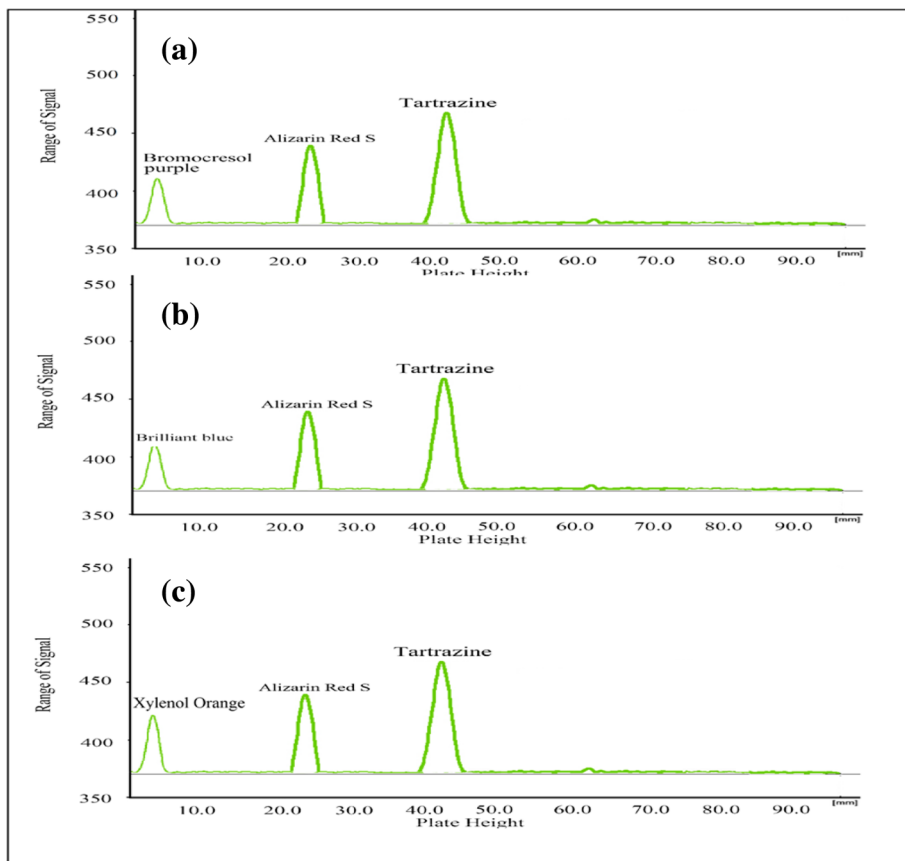 (a)
550
500
450
400
350
Range of Signal
Bromocresol
purple
Alizarin Red S
Tartrazine
10.0 20.0 30.0 40.0 50.0 60.0 70.0 80.0 90.0 [mm]
Plate Height
(b)
550
500
450
400
350
Range of Signal
Brilliant blue
Alizarin Red S
Tartrazine
10.0 20.0 30.0 40.0 50.0 60.0 70.0 80.0 90.0 [mm]
Plate Height
(c)
550
500
450
400
350
Range of Signal
Xylenol Orange
Alizarin Red S
Tartrazine
10.0 20.0 30.0 40.0 50.0 60.0 70.0 80.0 90.0 [mm]
Plate Height